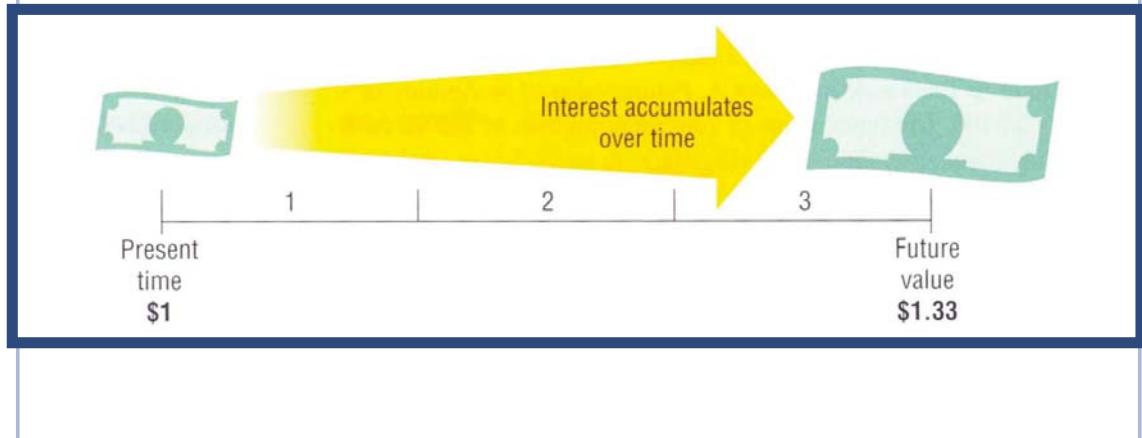 Interest accumulates
over time
1 2 3
Present
time
$1
Future
value
$1.33